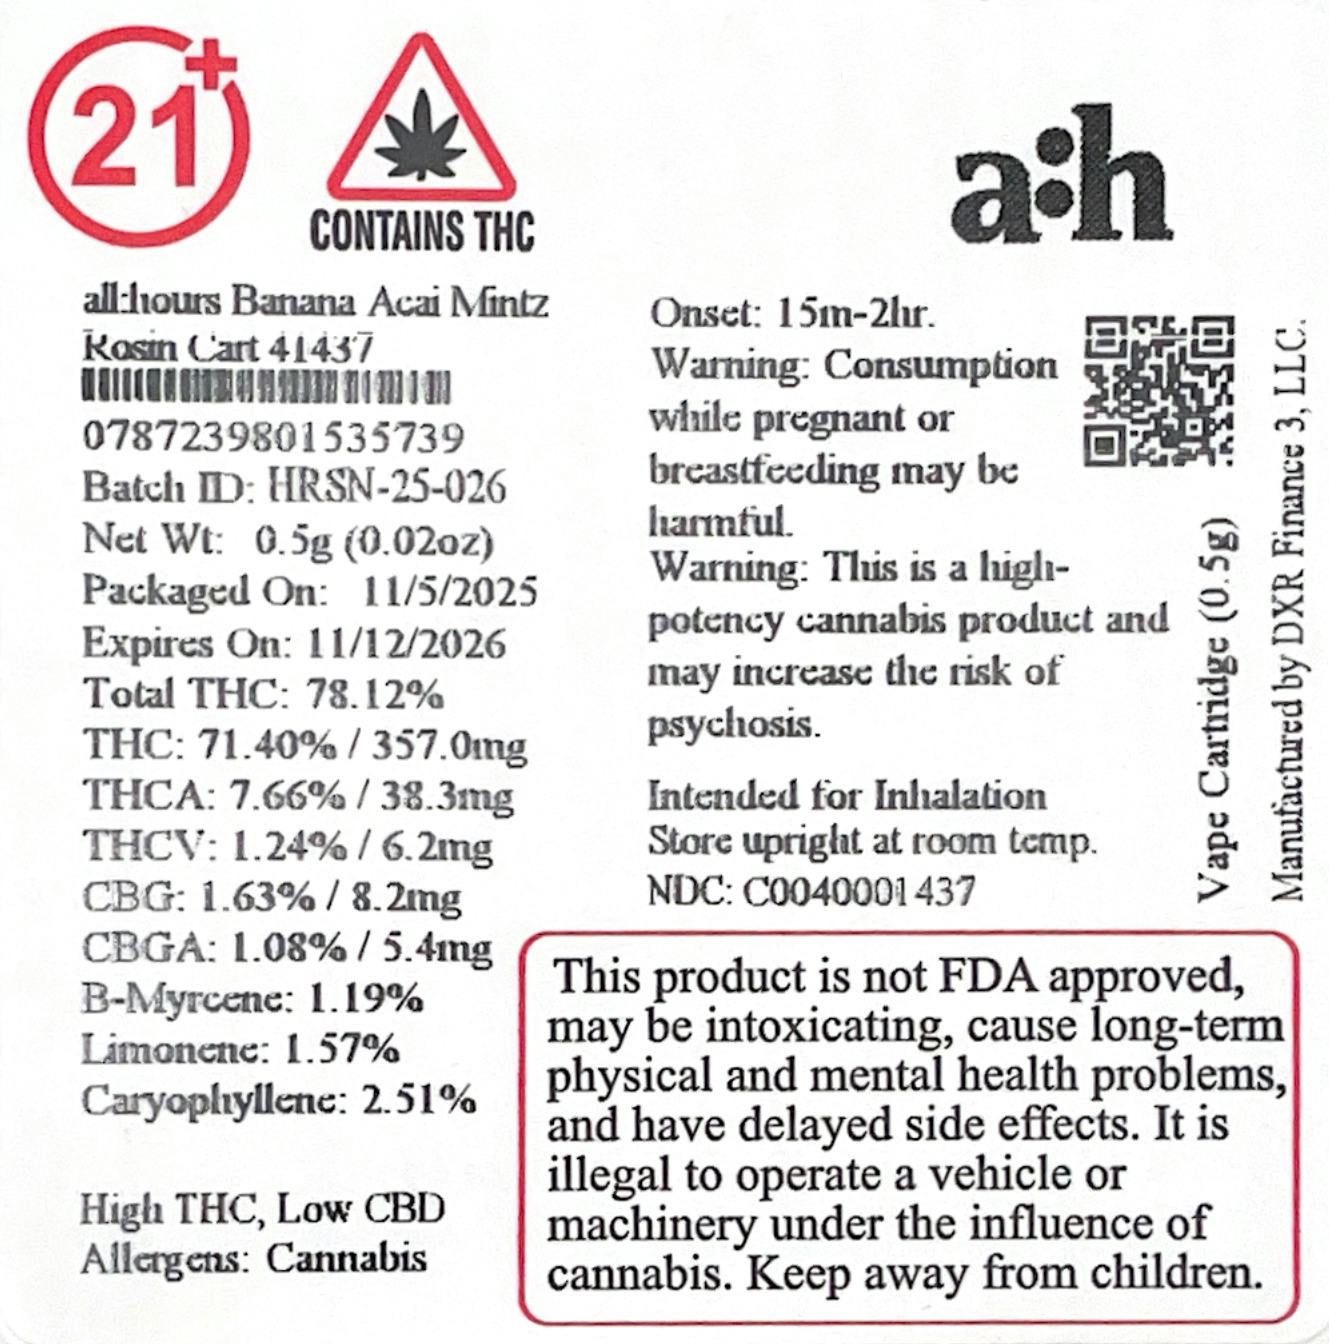 21+
CONTAINS THC
a:h
all:hours Banana Acai Mintz
Rosin Cart 41437
0787239801535739
Batch ID: HRSN-25-026
Net Wt: 0.5g (0.02oz)
Packaged On: 11/5/2025
Expires On: 11/12/2026
Total THC: 78.12%
THC: 71.40% / 357.0mg
THCA: 7.66% / 38.3mg
THCV: 1.24% / 6.2mg
CBG: 1.63% / 8.2mg
CBGA: 1.08% / 5.4mg
B-Myrcene: 1.19%
Limonene: 1.57%
Caryophyllene: 2.51%
High THC, Low CBD
Allergens: Cannabis
Onset: 15m-2hr.
Warning: Consumption
while pregnant or
breastfeeding may be
harmful.
Warning: This is a high-
potency cannabis product and
may increase the risk of
psychosis.
Intended for Inhalation
Store upright at room temp.
NDC: C0040001437
Vape Cartridge (0.5g)
Manufactured by DXR Finance 3, LLC.
This product is not FDA approved,
may be intoxicating, cause long-term
physical and mental health problems,
and have delayed side effects. It is
illegal to operate a vehicle or
machinery under the influence of
cannabis. Keep away from children.